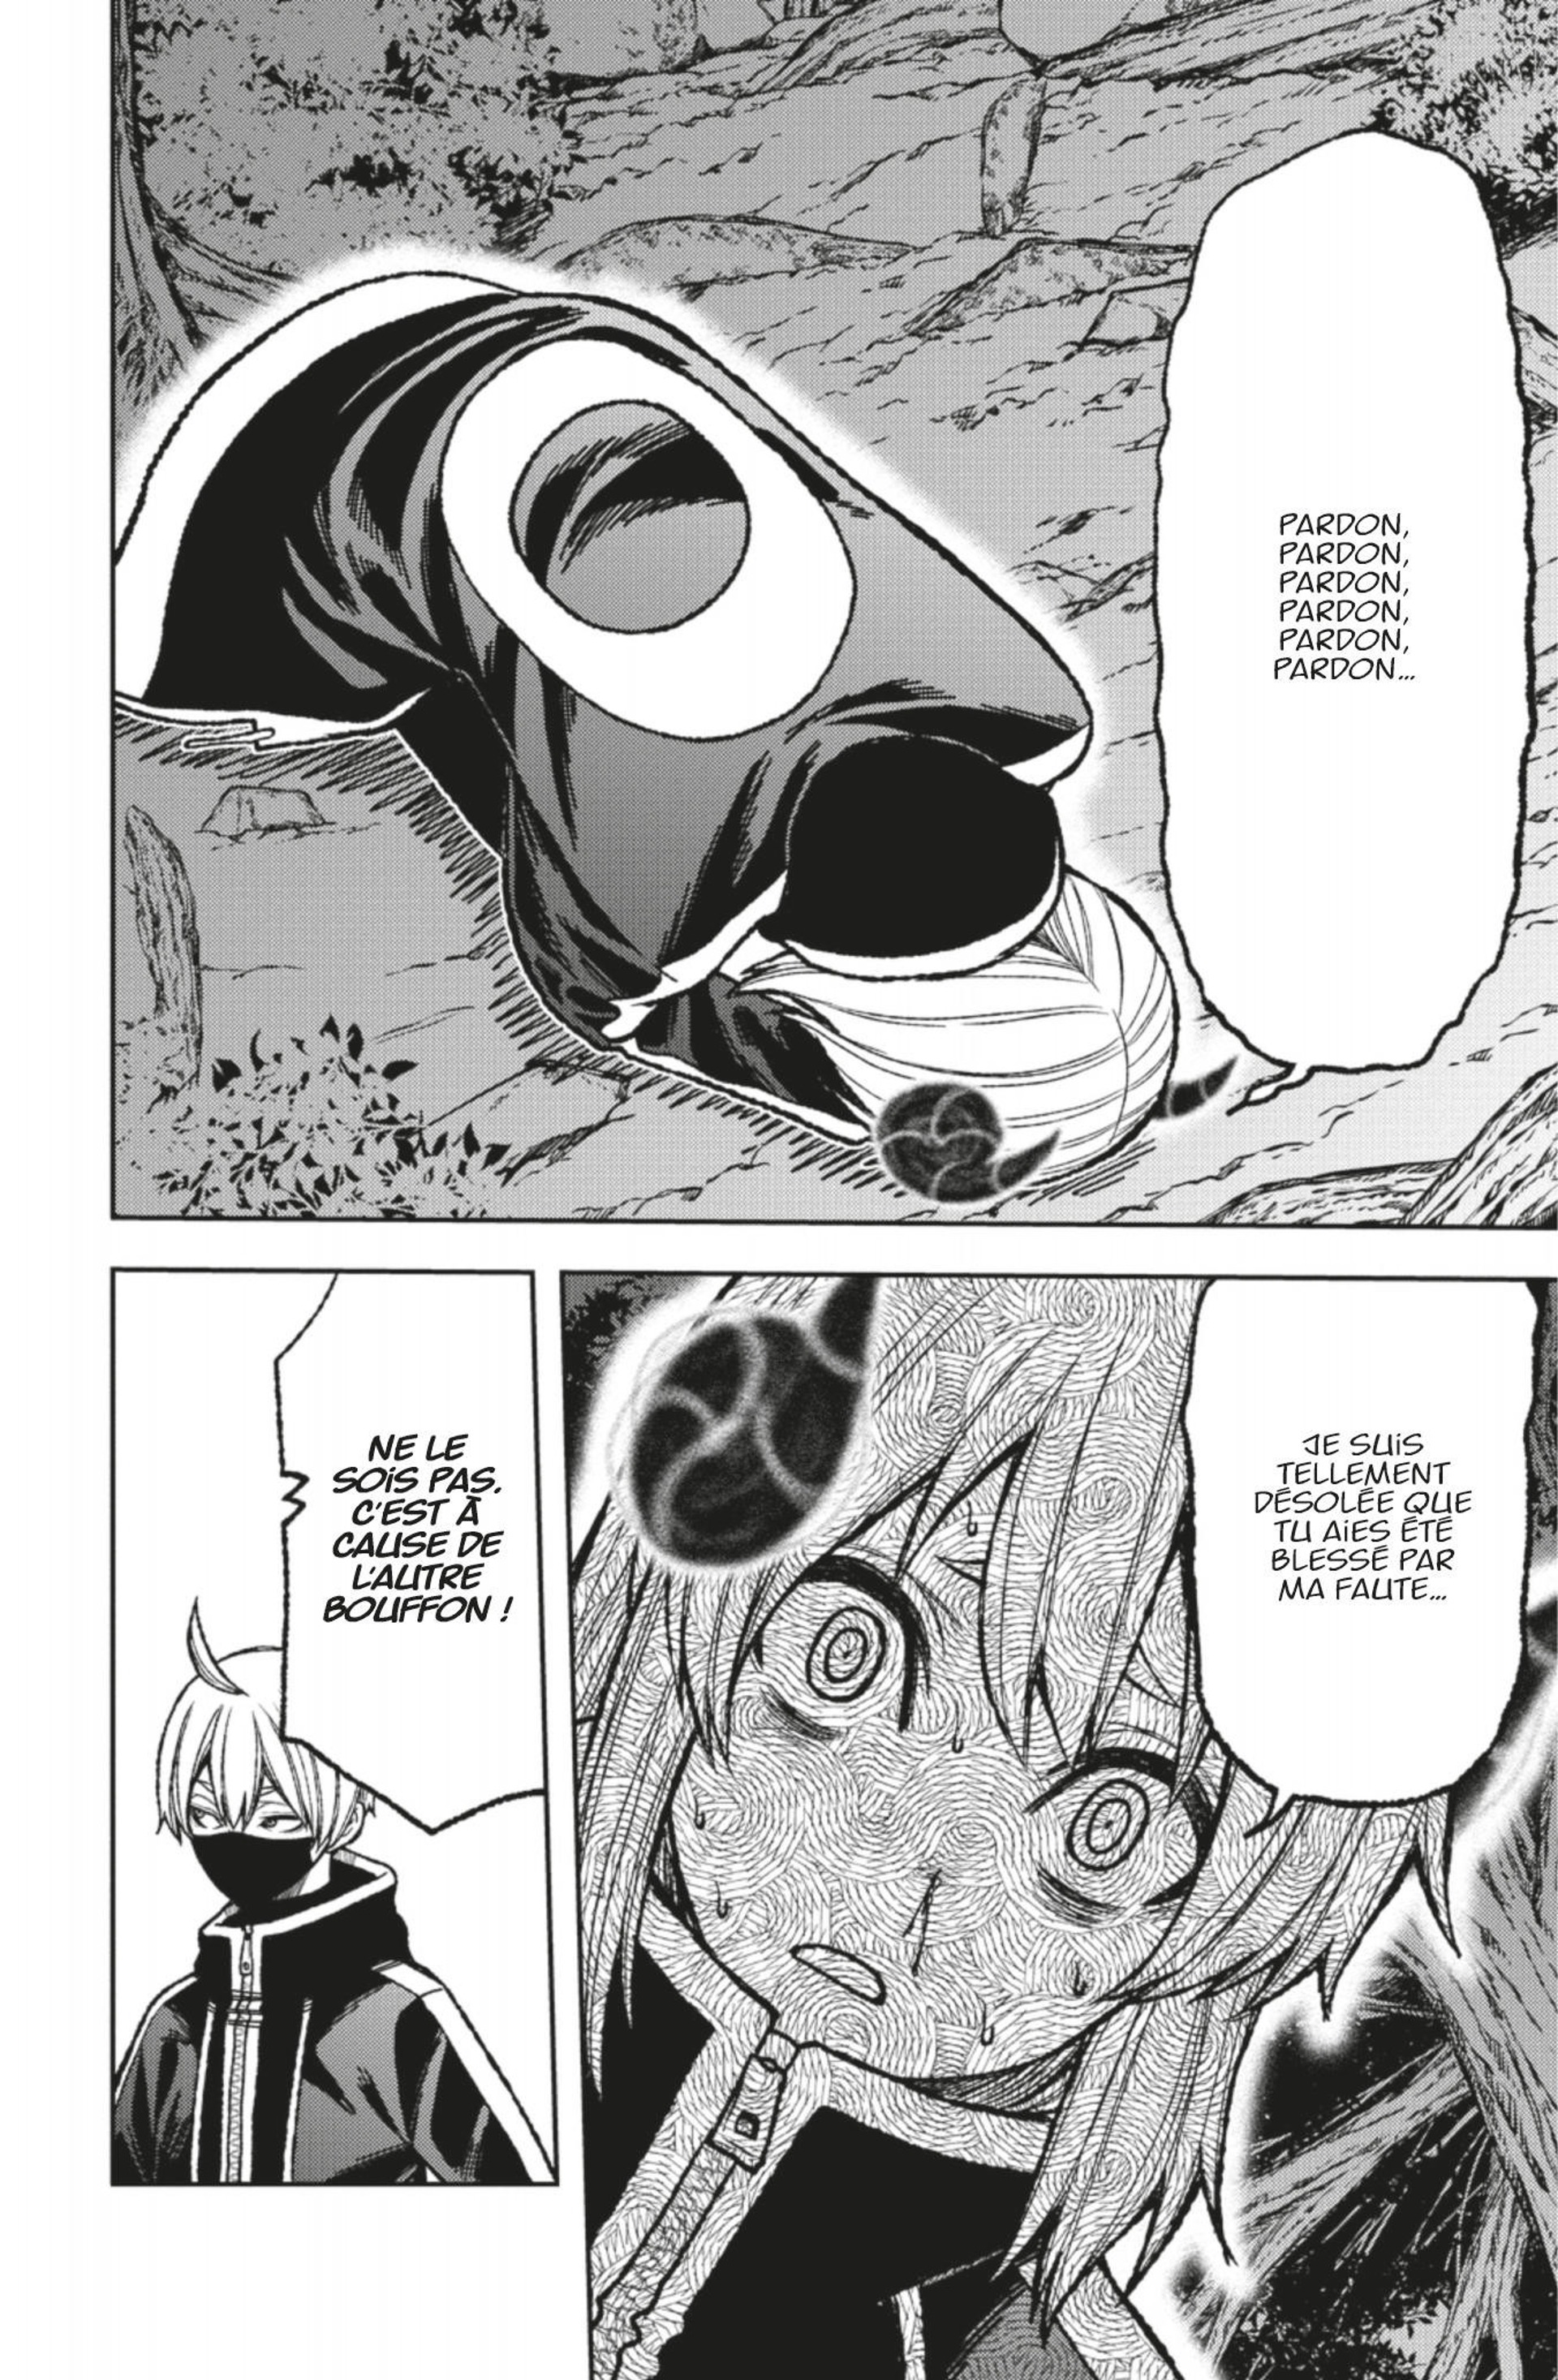 PARDON,
PARDON,
PARDON,
PARDON,
PARDON,
PARDON...
JE SUiS
TELLEMENT
DÉSOLÉE QUE
TU AiES ÉTÉ
BLESSÉ PAR
MA FAUTE...
NE LE
SOiS PAS.
C'EST À
CAUSE DE
L'AUTRE
BOUFFON !